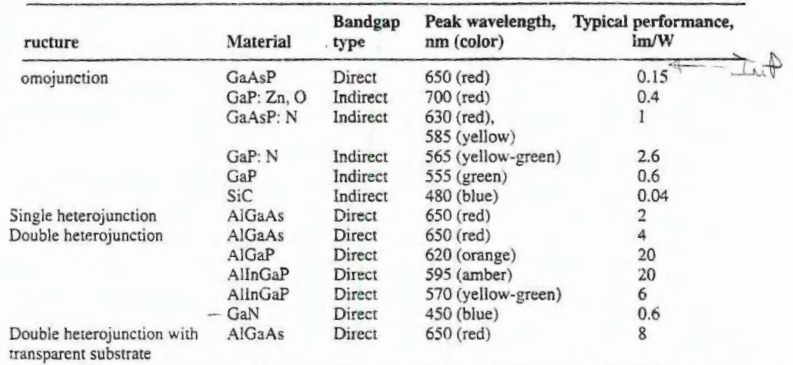 Bandgap Peak wavelength, Typical performance,
ructure Material type nm (color) lm/W
omojunction GaAsP Direct 650 (red) 0.15
GaP: Zn, O Indirect 700 (red) 0.4
GaAsP: N Indirect 630 (red), 1
585 (yellow)
GaP: N Indirect 565 (yellow-green) 2.6
GaP Indirect 555 (green) 0.6
SiC Indirect 480 (blue) 0.04
Single heterojunction AlGaAs Direct 650 (red) 2
Double heterojunction AlGaAs Direct 650 (red) 4
AlGaP Direct 620 (orange) 20
AlInGaP Direct 595 (amber) 20
AlInGaP Direct 570 (yellow-green) 6
GaN Direct 450 (blue) 0.6
Double heterojunction with AlGaAs Direct 650 (red) 8
transparent substrate